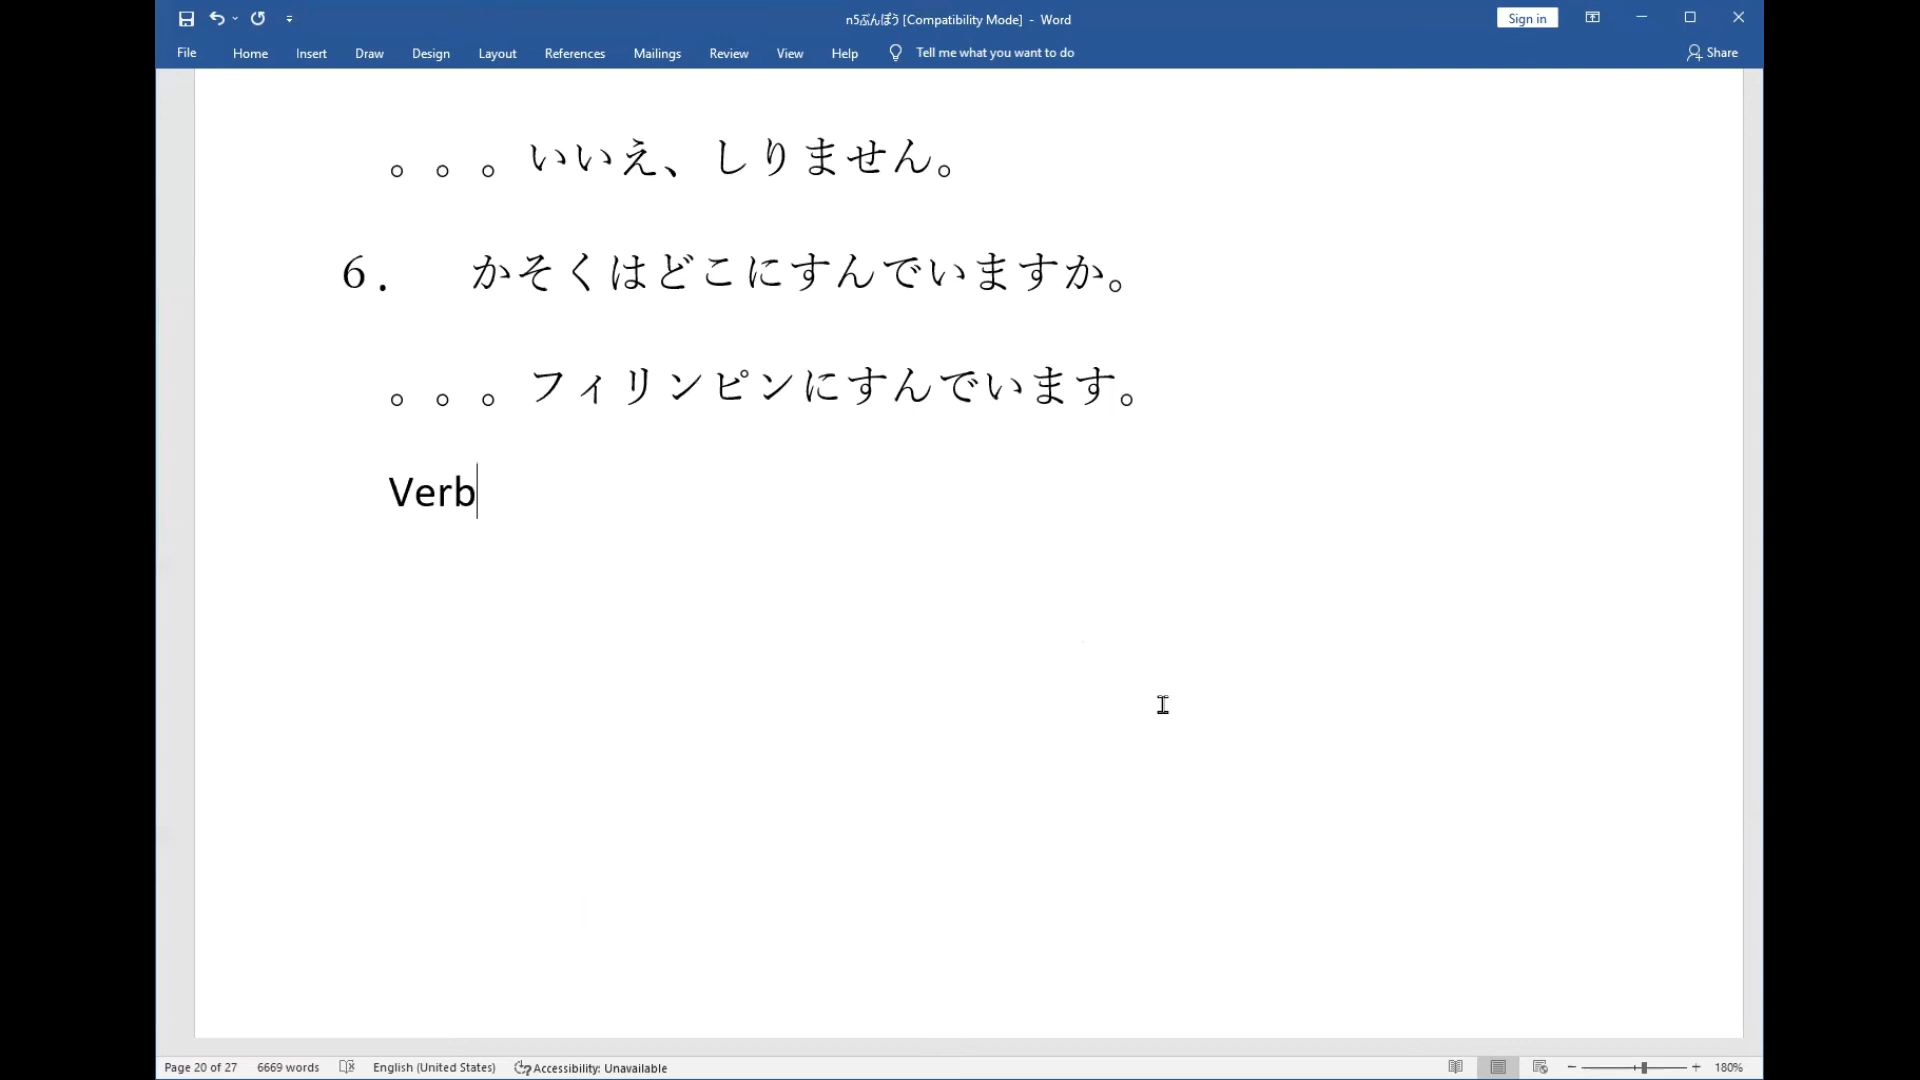 n5ぶんぽう [Compatibility Mode] - Word
Sign in
File Home Insert Draw Design Layout References Mailings Review View Help Tell me what you want to do Share
。。。いいえ、しりません。
６． かそくはどこにすんでいますか。
。。。フィリンピンにすんでいます。
Verb
Page 20 of 27 6669 words English (United States) Accessibility: Unavailable 180%